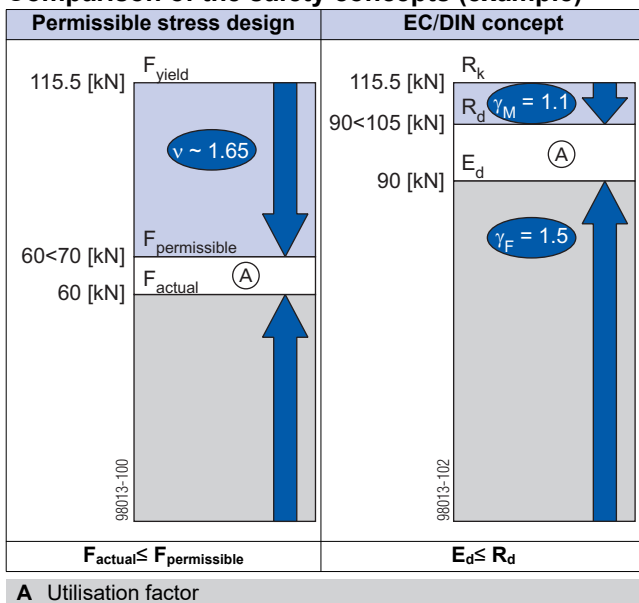 Comparison of the safety concepts (example)
Permissible stress design
EC/DIN concept
F_yield
115.5 [kN]
ν ~ 1.65
F_permissible
60<70 [kN]
F_actual
A
60 [kN]
98013-100
R_k
115.5 [kN]
R_d
γ_M = 1.1
90<105 [kN]
A
E_d
90 [kN]
γ_F = 1.5
98013-102
F_actual≤ F_permissible
E_d≤ R_d
A Utilisation factor